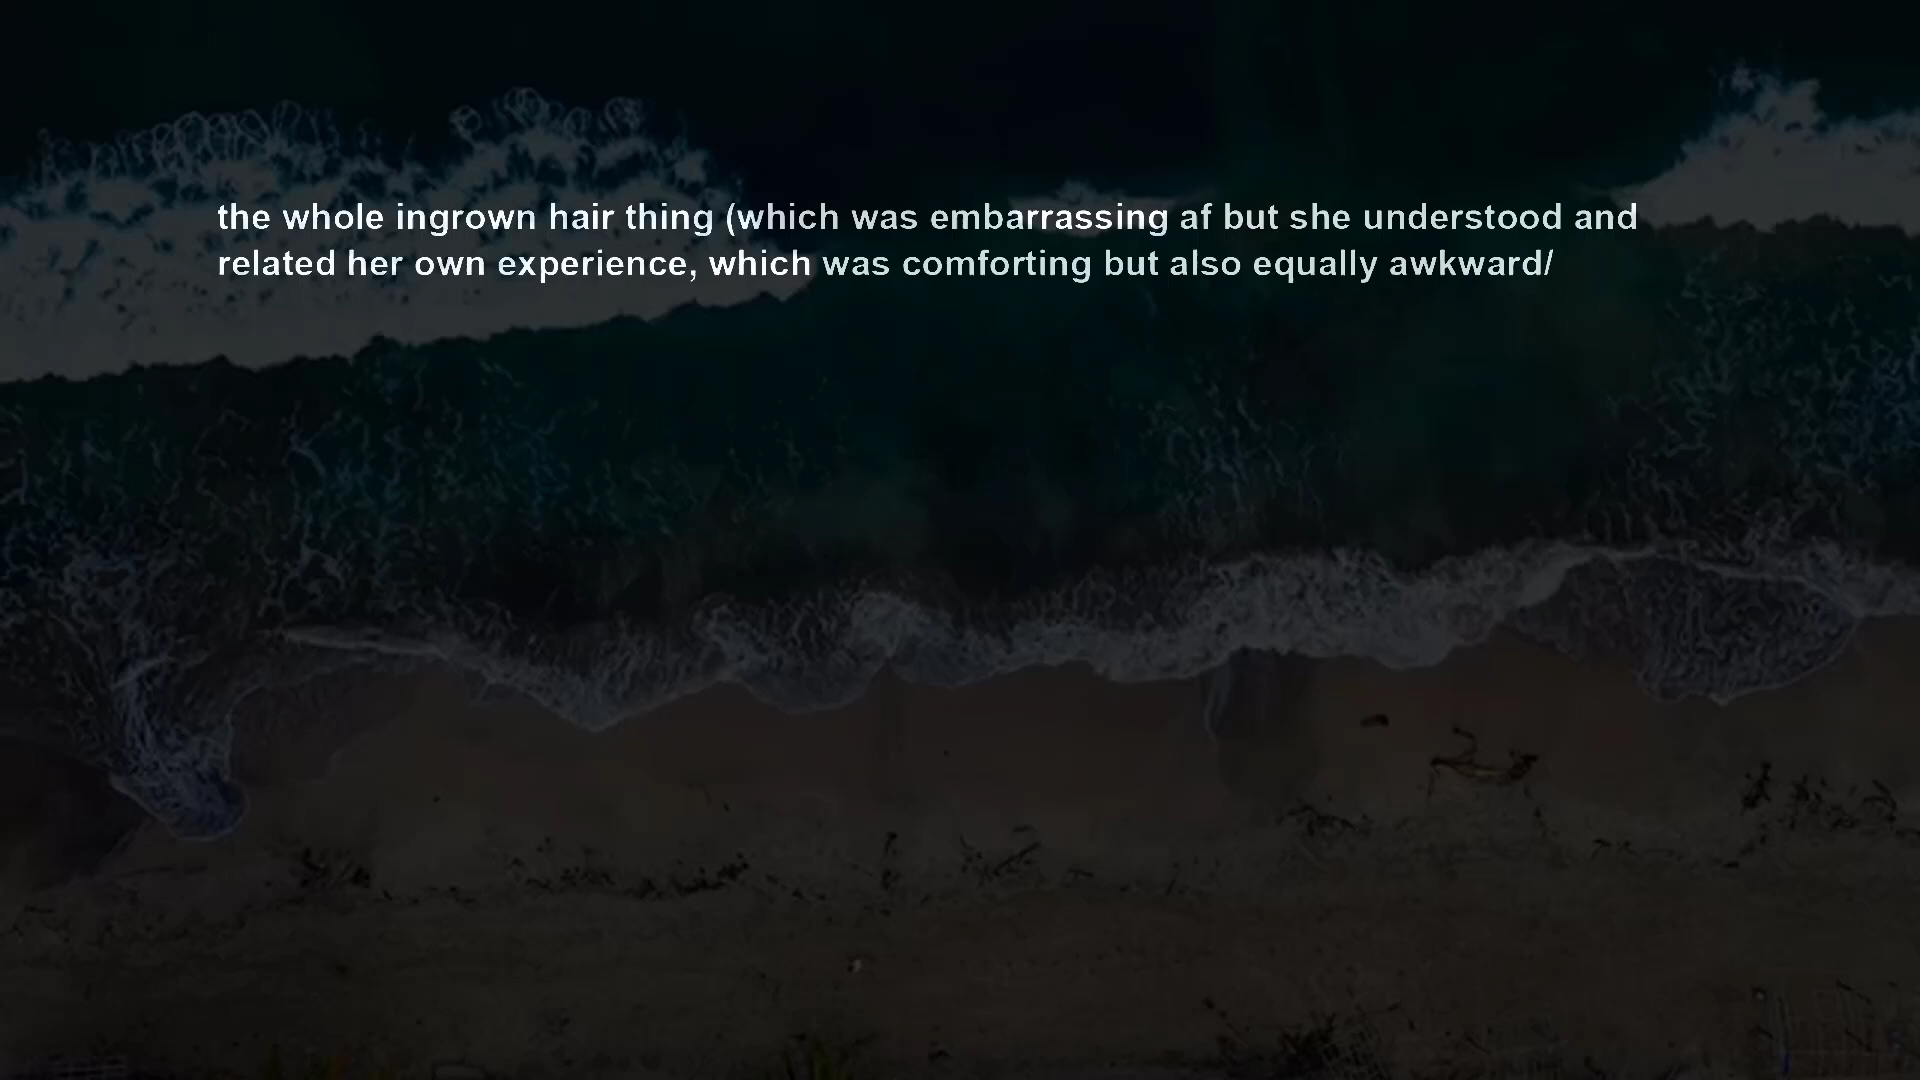 the whole ingrown hair thing (which was embarrassing af but she understood and
related her own experience, which was comforting but also equally awkward/